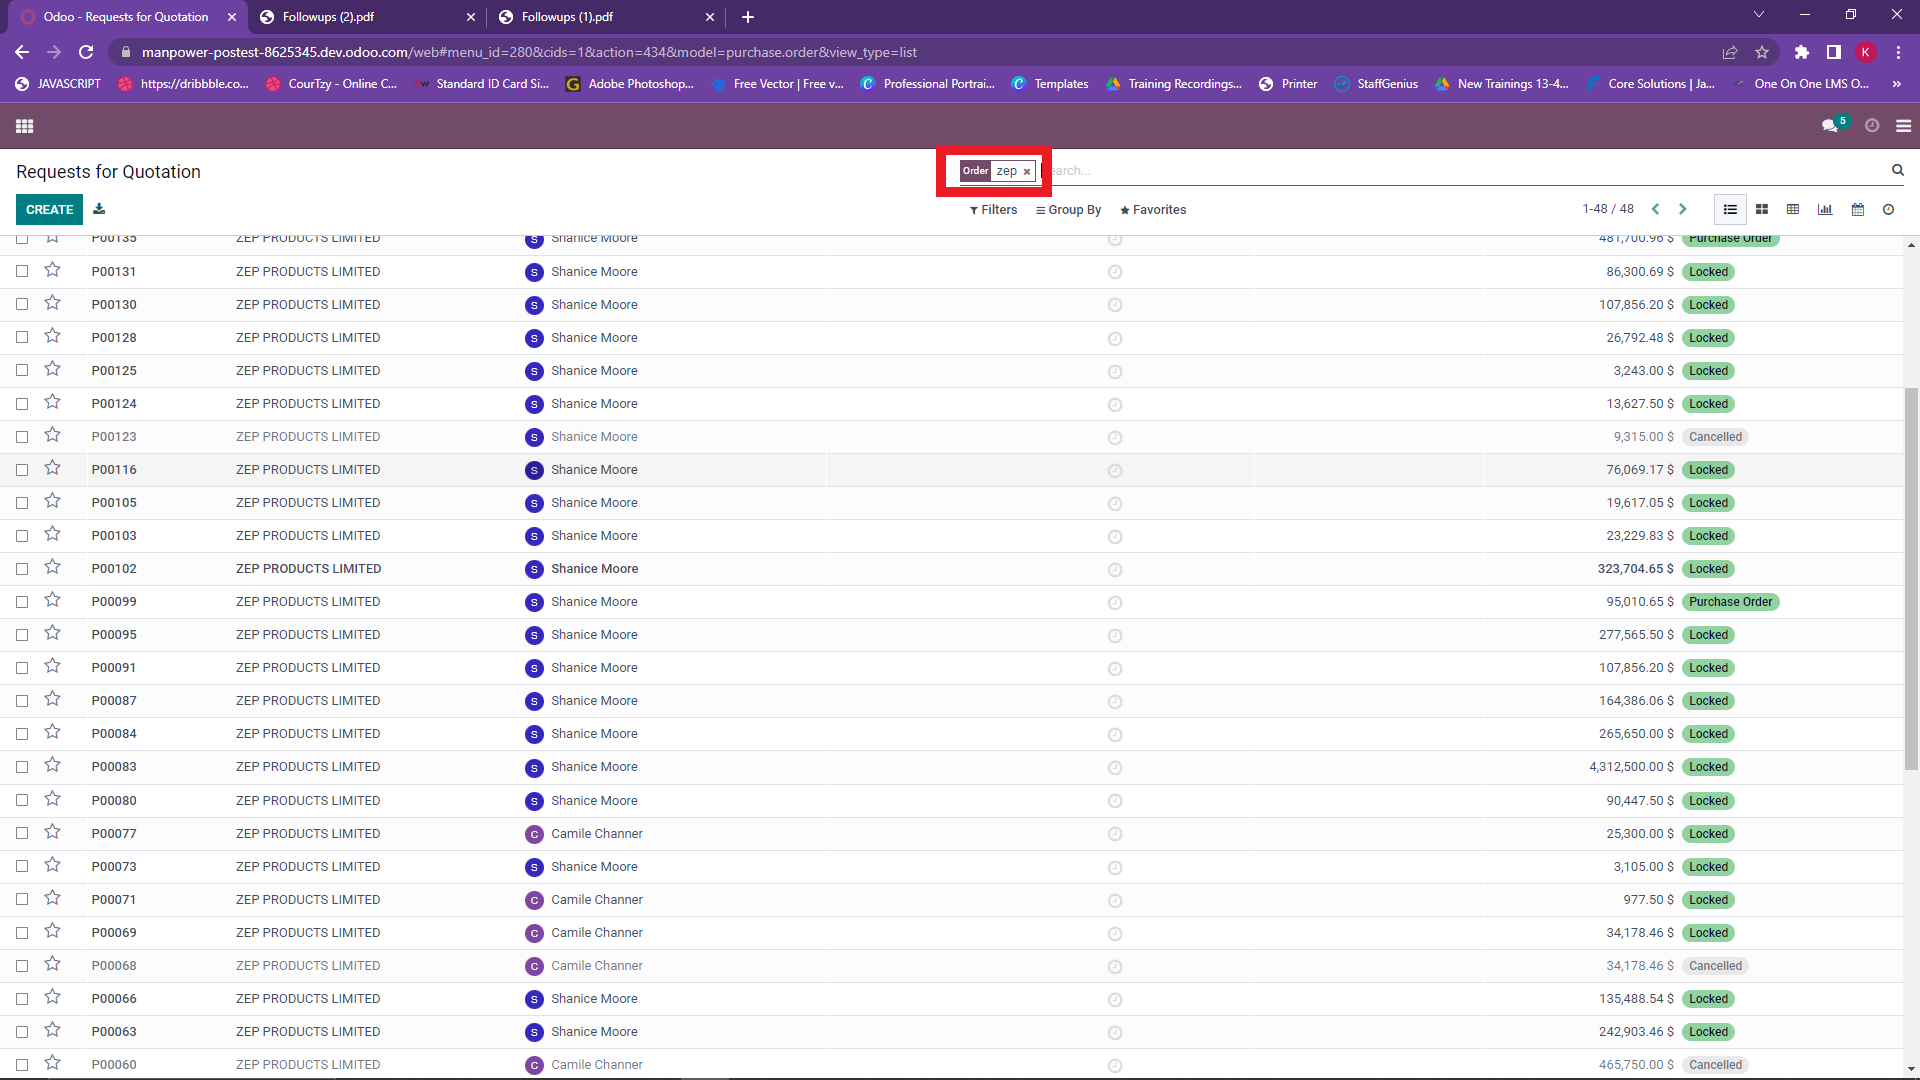 Odoo - Requests for Quotation
Followups (2).pdf
Followups (1).pdf
manpower-postest-8625345.dev.odoo.com/web#menu_id=280&cids=1&action=434&model=purchase.order&view_type=list
K
JAVASCRIPT
https://dribbble.co...
CourTzy - Online C...
Standard ID Card Si...
Adobe Photoshop...
Free Vector | Free v...
Professional Portrai...
Templates
Training Recordings...
Printer
StaffGenius
New Trainings 13-4...
Core Solutions | Ja...
One On One LMS O...
5
Requests for Quotation
Order zep
CREATE
Filters Group By Favorites
1-48 / 48
P00135 ZEP PRODUCTS LIMITED S Shanice Moore 481,700.96 $ Purchase Order
P00131 ZEP PRODUCTS LIMITED S Shanice Moore 86,300.69 $ Locked
P00130 ZEP PRODUCTS LIMITED S Shanice Moore 107,856.20 $ Locked
P00128 ZEP PRODUCTS LIMITED S Shanice Moore 26,792.48 $ Locked
P00125 ZEP PRODUCTS LIMITED S Shanice Moore 3,243.00 $ Locked
P00124 ZEP PRODUCTS LIMITED S Shanice Moore 13,627.50 $ Locked
P00123 ZEP PRODUCTS LIMITED S Shanice Moore 9,315.00 $ Cancelled
P00116 ZEP PRODUCTS LIMITED S Shanice Moore 76,069.17 $ Locked
P00105 ZEP PRODUCTS LIMITED S Shanice Moore 19,617.05 $ Locked
P00103 ZEP PRODUCTS LIMITED S Shanice Moore 23,229.83 $ Locked
P00102 ZEP PRODUCTS LIMITED S Shanice Moore 323,704.65 $ Locked
P00099 ZEP PRODUCTS LIMITED S Shanice Moore 95,010.65 $ Purchase Order
P00095 ZEP PRODUCTS LIMITED S Shanice Moore 277,565.50 $ Locked
P00091 ZEP PRODUCTS LIMITED S Shanice Moore 107,856.20 $ Locked
P00087 ZEP PRODUCTS LIMITED S Shanice Moore 164,386.06 $ Locked
P00084 ZEP PRODUCTS LIMITED S Shanice Moore 265,650.00 $ Locked
P00083 ZEP PRODUCTS LIMITED S Shanice Moore 4,312,500.00 $ Locked
P00080 ZEP PRODUCTS LIMITED S Shanice Moore 90,447.50 $ Locked
P00077 ZEP PRODUCTS LIMITED C Camile Channer 25,300.00 $ Locked
P00073 ZEP PRODUCTS LIMITED S Shanice Moore 3,105.00 $ Locked
P00071 ZEP PRODUCTS LIMITED C Camile Channer 977.50 $ Locked
P00069 ZEP PRODUCTS LIMITED C Camile Channer 34,178.46 $ Locked
P00068 ZEP PRODUCTS LIMITED C Camile Channer 34,178.46 $ Cancelled
P00066 ZEP PRODUCTS LIMITED S Shanice Moore 135,488.54 $ Locked
P00063 ZEP PRODUCTS LIMITED S Shanice Moore 242,903.46 $ Locked
P00060 ZEP PRODUCTS LIMITED C Camile Channer 465,750.00 $ Cancelled